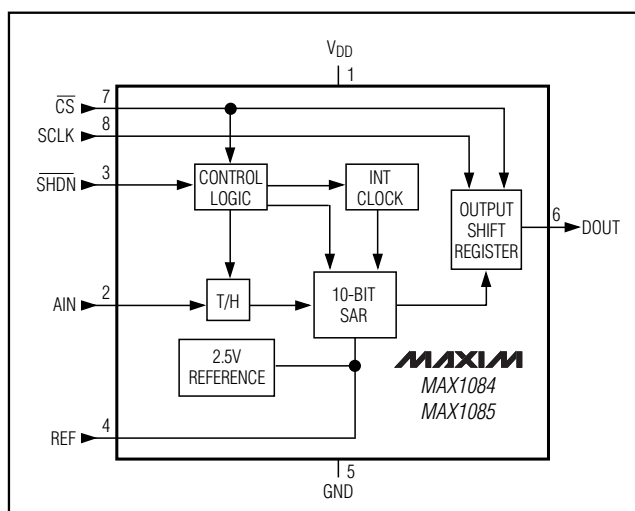 VDD
1
CS
7
SCLK
8
SHDN
3
CONTROL
LOGIC
INT
CLOCK
OUTPUT
SHIFT
REGISTER
6
DOUT
AIN
2
T/H
10-BIT
SAR
2.5V
REFERENCE
MAXIM
MAX1084
MAX1085
REF
4
5
GND